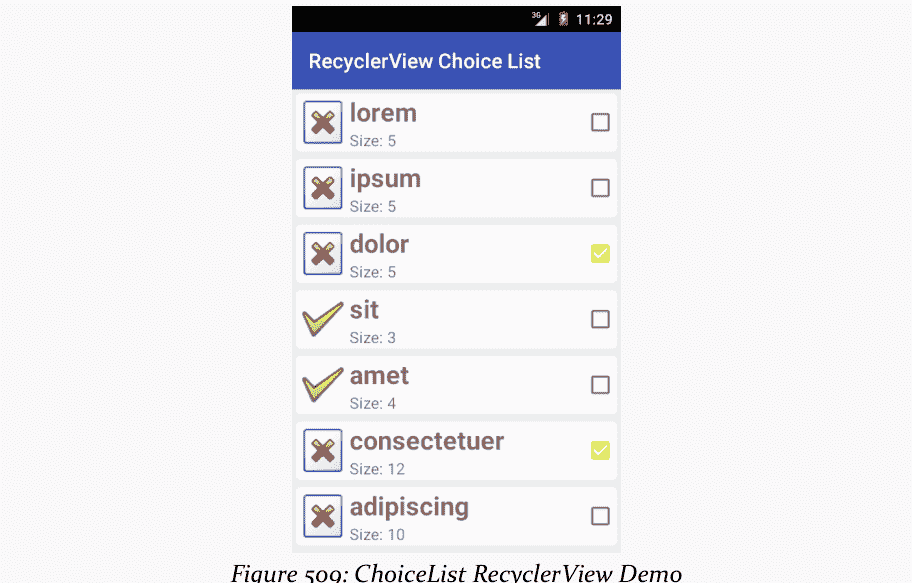 3G 11:29
RecyclerView Choice List
lorem
Size: 5
ipsum
Size: 5
dolor
Size: 5
sit
Size: 3
amet
Size: 4
consectetuer
Size: 12
adipiscing
Size: 10
Figure 509: ChoiceList RecyclerView Demo